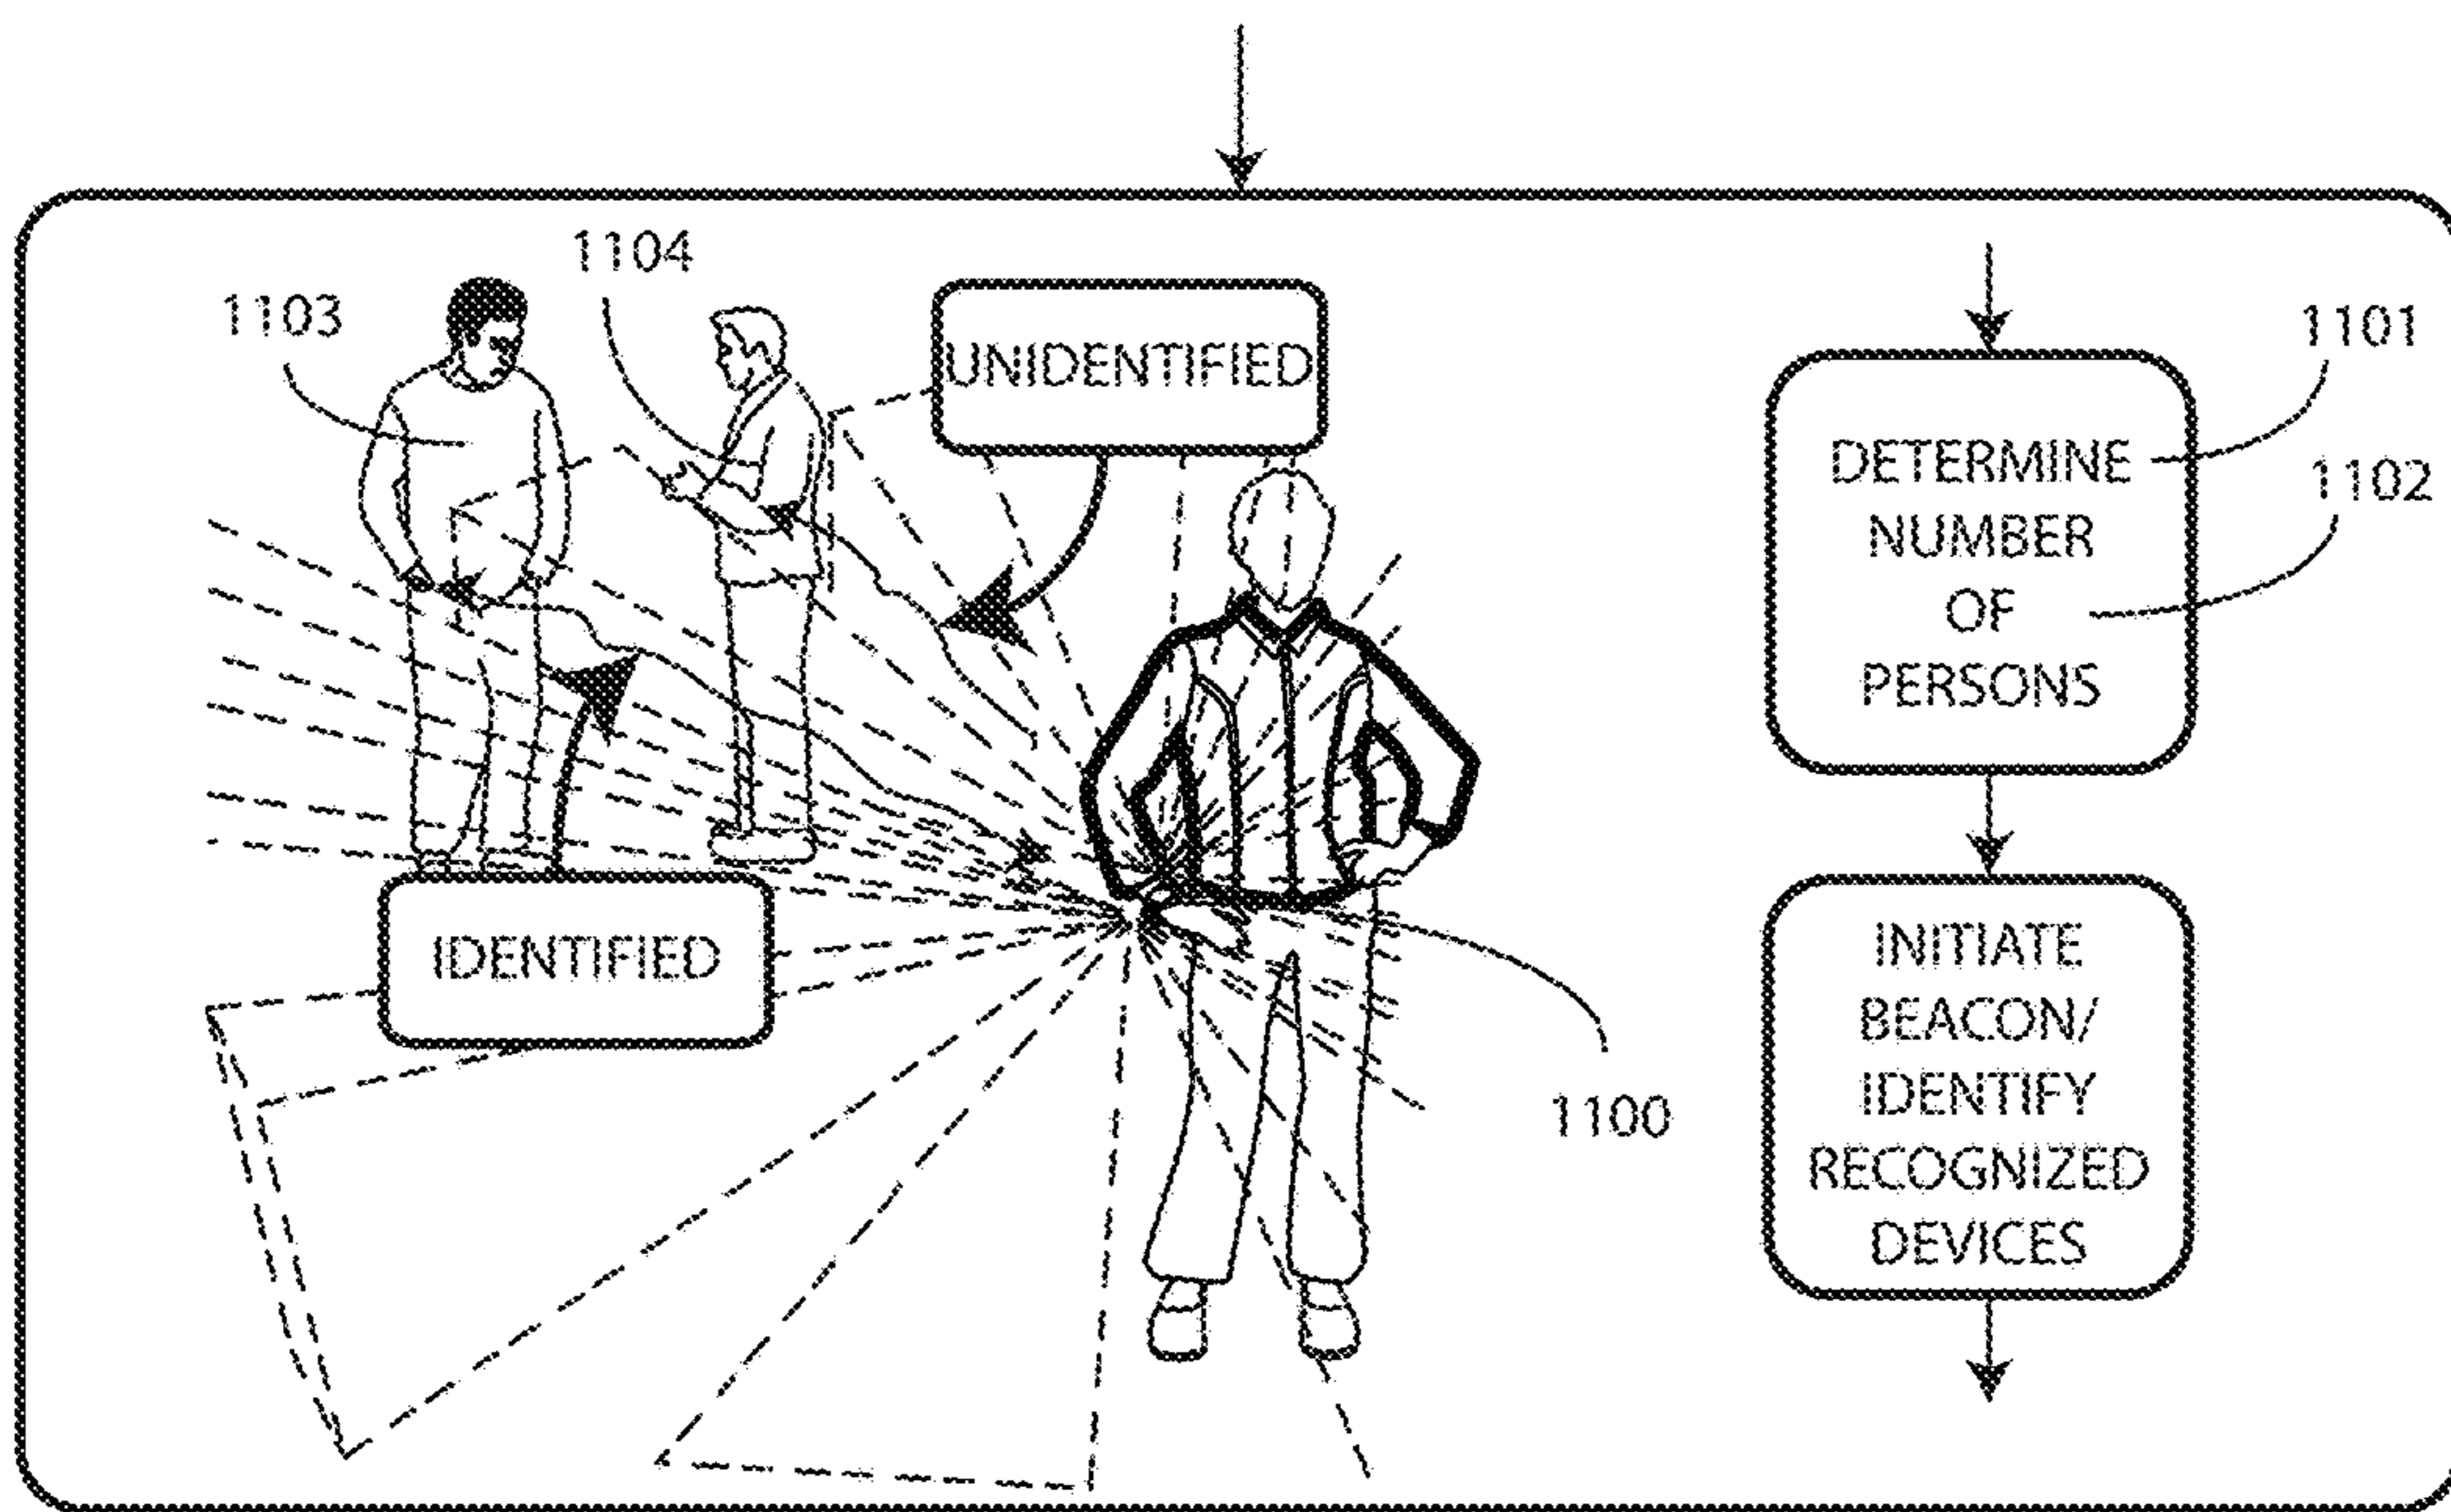 1104
1103
UNIDENTIFIED
1101
DETERMINE
NUMBER
OF
PERSONS
1102
IDENTIFIED
INITIATE
BEACON/
IDENTIFY
RECOGNIZED
DEVICES
1100